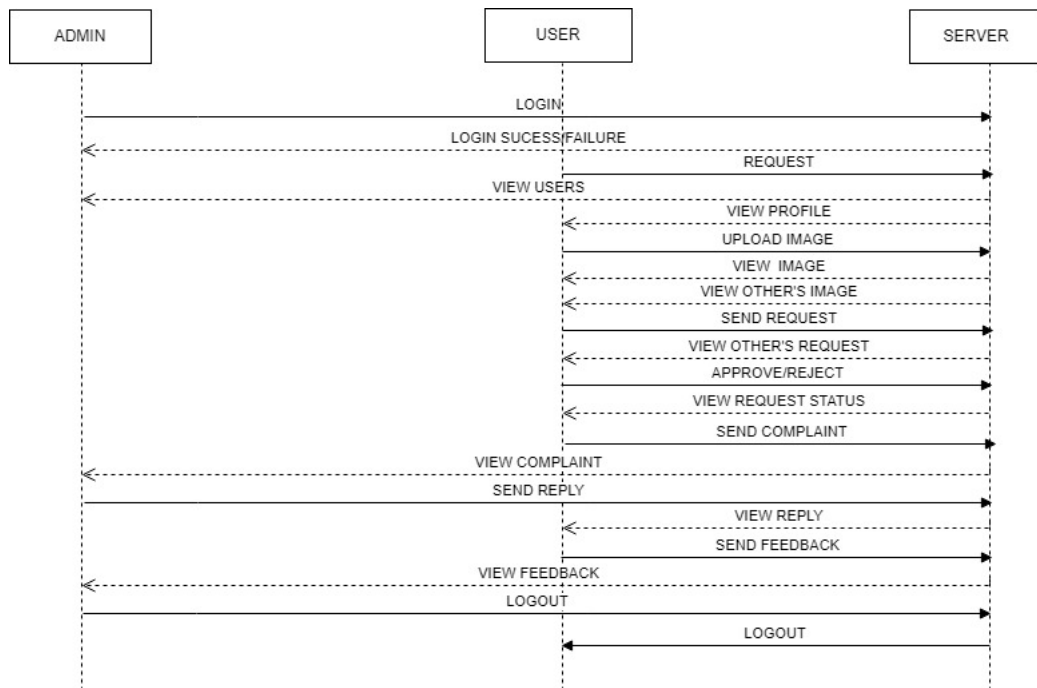 ADMIN
USER
SERVER
LOGIN
LOGIN SUCESS/FAILURE
REQUEST
VIEW USERS
VIEW PROFILE
UPLOAD IMAGE
VIEW IMAGE
VIEW OTHER'S IMAGE
SEND REQUEST
VIEW OTHER'S REQUEST
APPROVE/REJECT
VIEW REQUEST STATUS
SEND COMPLAINT
VIEW COMPLAINT
SEND REPLY
VIEW REPLY
SEND FEEDBACK
VIEW FEEDBACK
LOGOUT
LOGOUT